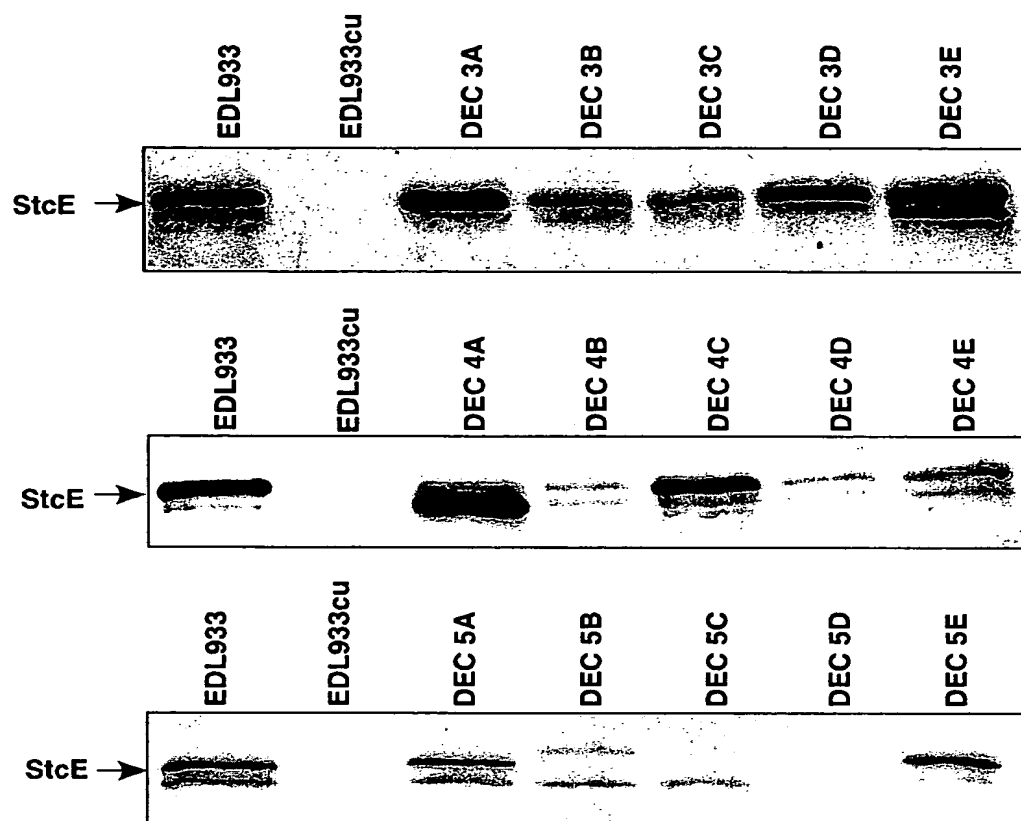 EDL933 EDL933cu DEC 3A DEC 3B DEC 3C DEC 3D DEC 3E
StcE
EDL933 EDL933cu DEC 4A DEC 4B DEC 4C DEC 4D DEC 4E
StcE
EDL933 EDL933cu DEC 5A DEC 5B DEC 5C DEC 5D DEC 5E
StcE